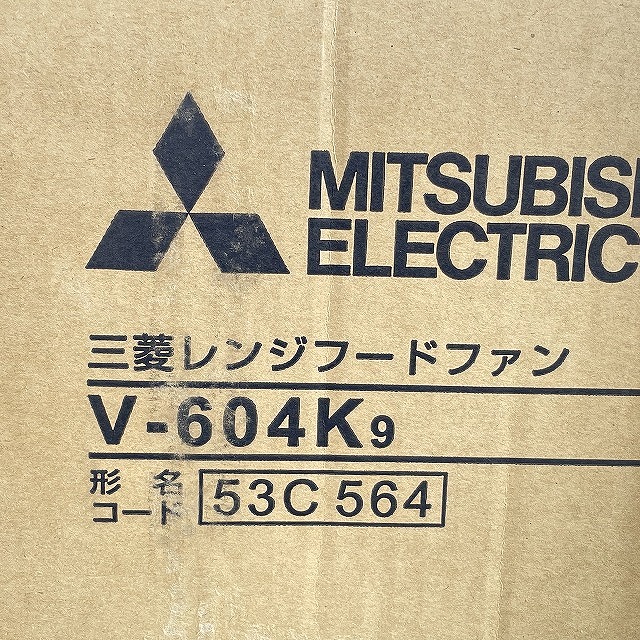 MITSUBISH
ELECTRIC
三菱レンジフードファン
V-604K9
形名
コード 53C 564